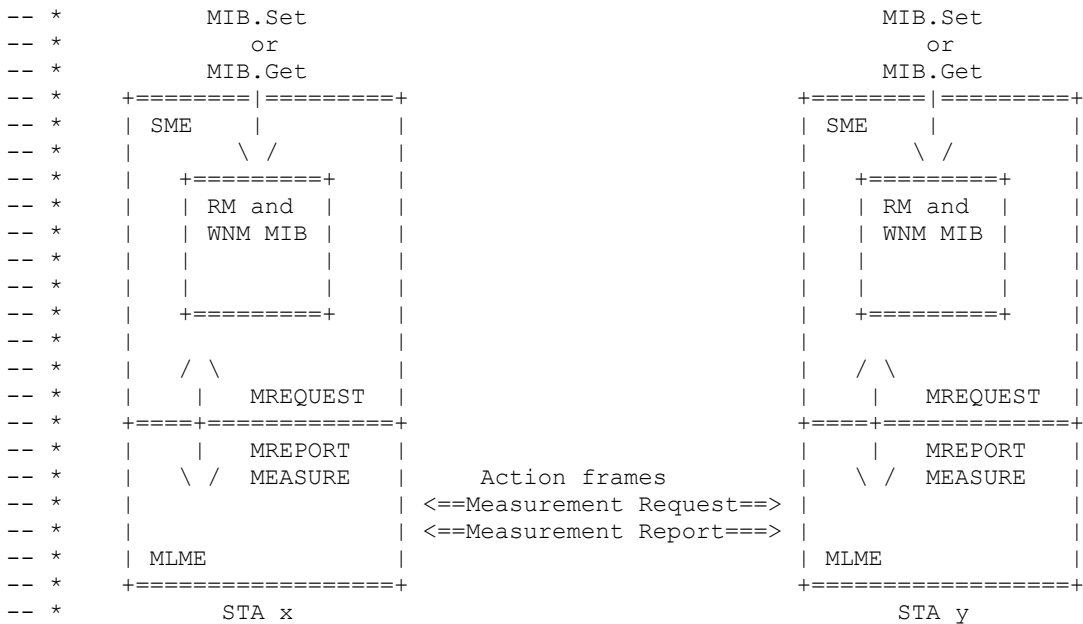 -- *          MIB.Set                                          MIB.Set
-- *             or                                               or
-- *          MIB.Get                                          MIB.Get
-- *    +========|=========+                             +========|=========+
-- *    | SME    |         |                             | SME    |         |
-- *    |       \ /        |                             |       \ /        |
-- *    |   +=========+    |                             |   +=========+    |
-- *    |   | RM and  |    |                             |   | RM and  |    |
-- *    |   | WNM MIB |    |                             |   | WNM MIB |    |
-- *    |   |         |    |                             |   |         |    |
-- *    |   |         |    |                             |   |         |    |
-- *    |   +=========+    |                             |   +=========+    |
-- *    |                  |                             |                  |
-- *    |   / \            |                             |   / \            |
-- *    |    |   MREQUEST  |                             |    |   MREQUEST  |
-- *    +====+=============+                             +====+=============+
-- *    |    |   MREPORT   |                             |    |   MREPORT   |
-- *    |   \ /  MEASURE   |     Action frames           |   \ /  MEASURE   |
-- *    |                  | <==Measurement Request==>   |                  |
-- *    |                  | <==Measurement Report===>   |                  |
-- *    | MLME             |                             | MLME             |
-- *    +==================+                             +==================+
-- *           STA x                                            STA y